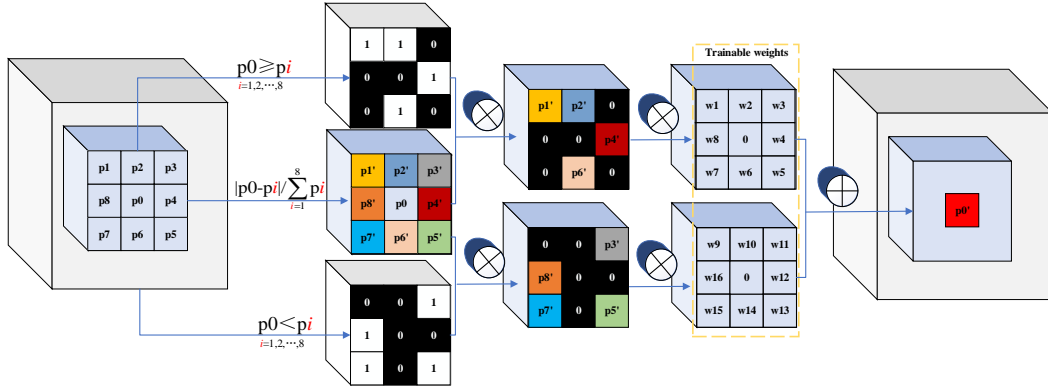 p1 p2 p3
p8 p0 p4
p7 p6 p5
p0≥pi
i=1,2,···,8
|p0-pi|/∑pi
8
i=1
p0<pi
i=1,2,···,8
1 1 0
0 0 1
0 1 0
p1' p2' p3'
p8' p0 p4'
p7' p6' p5'
0 0 1
1 0 0
1 0 1
p1' p2' 0
0 0 p4'
0 p6' 0
0 0 p3'
p8' 0 0
p7' 0 p5'
Trainable weights
w1 w2 w3
w8 0 w4
w7 w6 w5
w9 w10 w11
w16 0 w12
w15 w14 w13
p0'